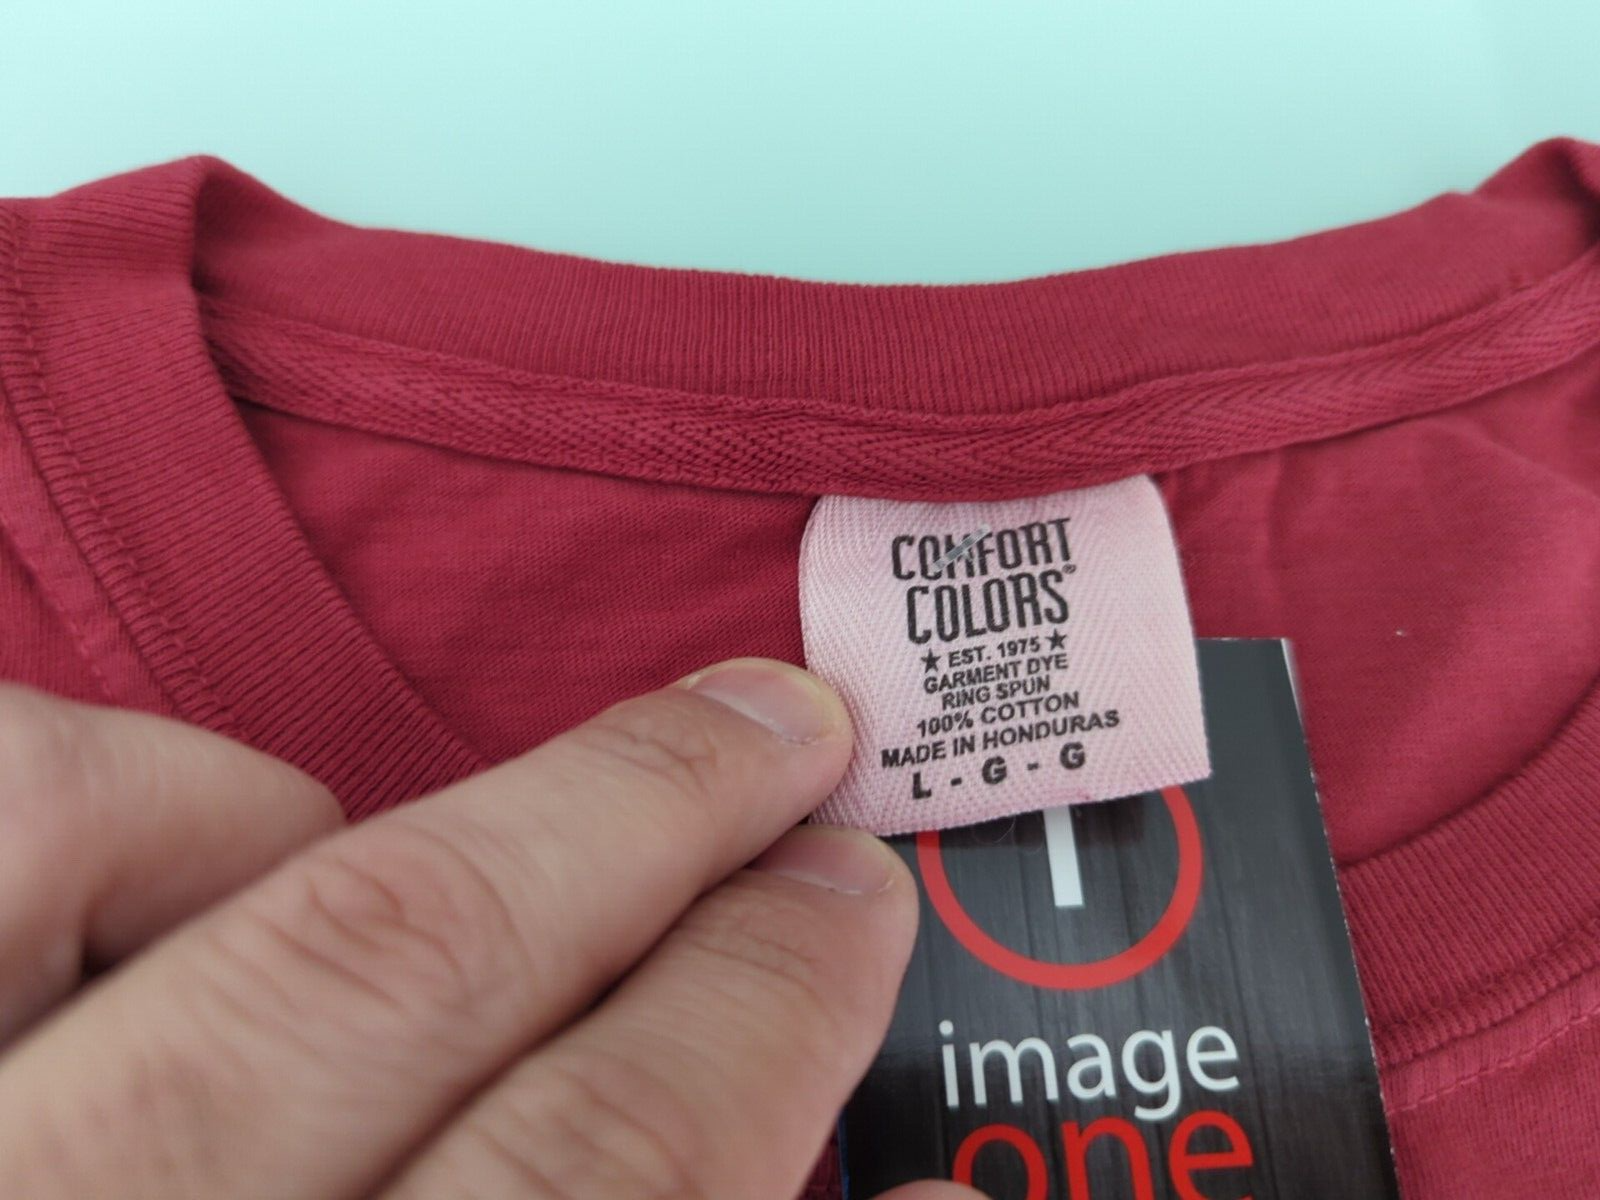 COMFORT
COLORS®
★ EST. 1975 ★
GARMENT DYE
RING SPUN
100% COTTON
MADE IN HONDURAS
L - G - G
image
one